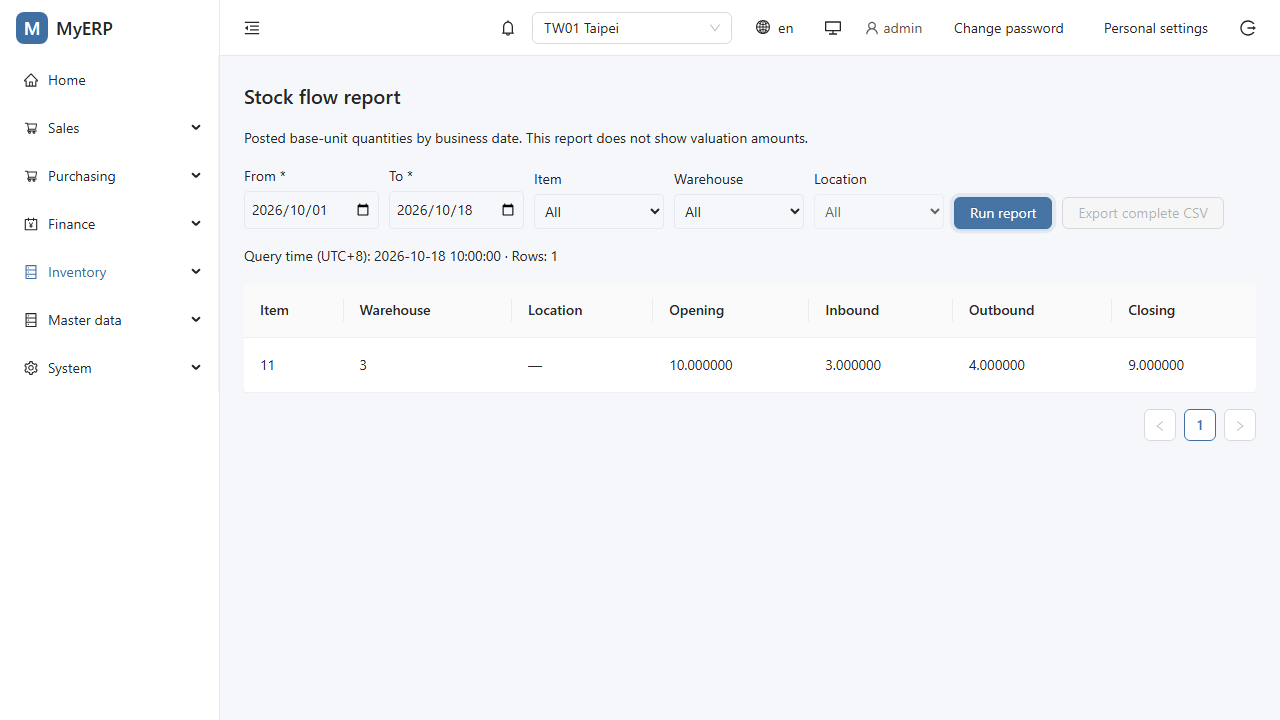 M MyERP
TW01 Taipei
en
admin
Change password
Personal settings
Home
Sales
Purchasing
Finance
Inventory
Master data
System
Stock flow report
Posted base-unit quantities by business date. This report does not show valuation amounts.
From * To * Item Warehouse Location
2026/10/01 2026/10/18 All All All Run report Export complete CSV
Query time (UTC+8): 2026-10-18 10:00:00 · Rows: 1
Item Warehouse Location Opening Inbound Outbound Closing
11 3 — 10.000000 3.000000 4.000000 9.000000
1